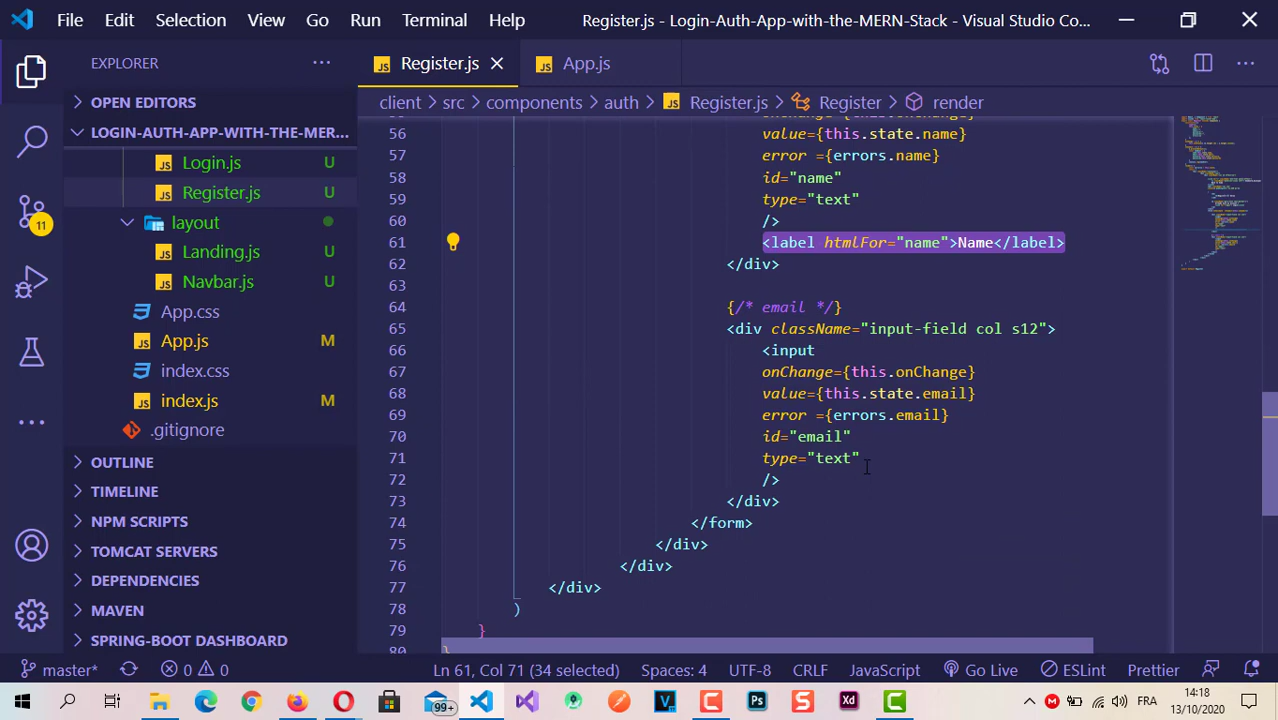 File Edit Selection View Go Run Terminal Help Register.js - Login-Auth-App-with-the-MERN-Stack - Visual Studio Co...
EXPLORER
Register.js
App.js
client > src > components > auth > Register.js > Register > render
OPEN EDITORS
LOGIN-AUTH-APP-WITH-THE-MER...
Login.js U
Register.js U
layout
Landing.js U
Navbar.js U
App.css
App.js M
index.css
index.js M
.gitignore
OUTLINE
TIMELINE
NPM SCRIPTS
TOMCAT SERVERS
DEPENDENCIES
MAVEN
SPRING-BOOT DASHBOARD
11
56 value={this.state.name}
57 error ={errors.name}
58 id="name"
59 type="text"
60 />
61 <label htmlFor="name">Name</label>
62 </div>
63
64 {/* email */}
65 <div className="input-field col s12">
66 <input
67 onChange={this.onChange}
68 value={this.state.email}
69 error ={errors.email}
70 id="email"
71 type="text"
72 />
73 </div>
74 </form>
75 </div>
76 </div>
77 </div>
78 )
79 }
80 }
master* 0 0 Ln 61, Col 71 (34 selected) Spaces: 4 UTF-8 CRLF JavaScript Go Live ESLint Prettier
99+
FRA
14:18
13/10/2020